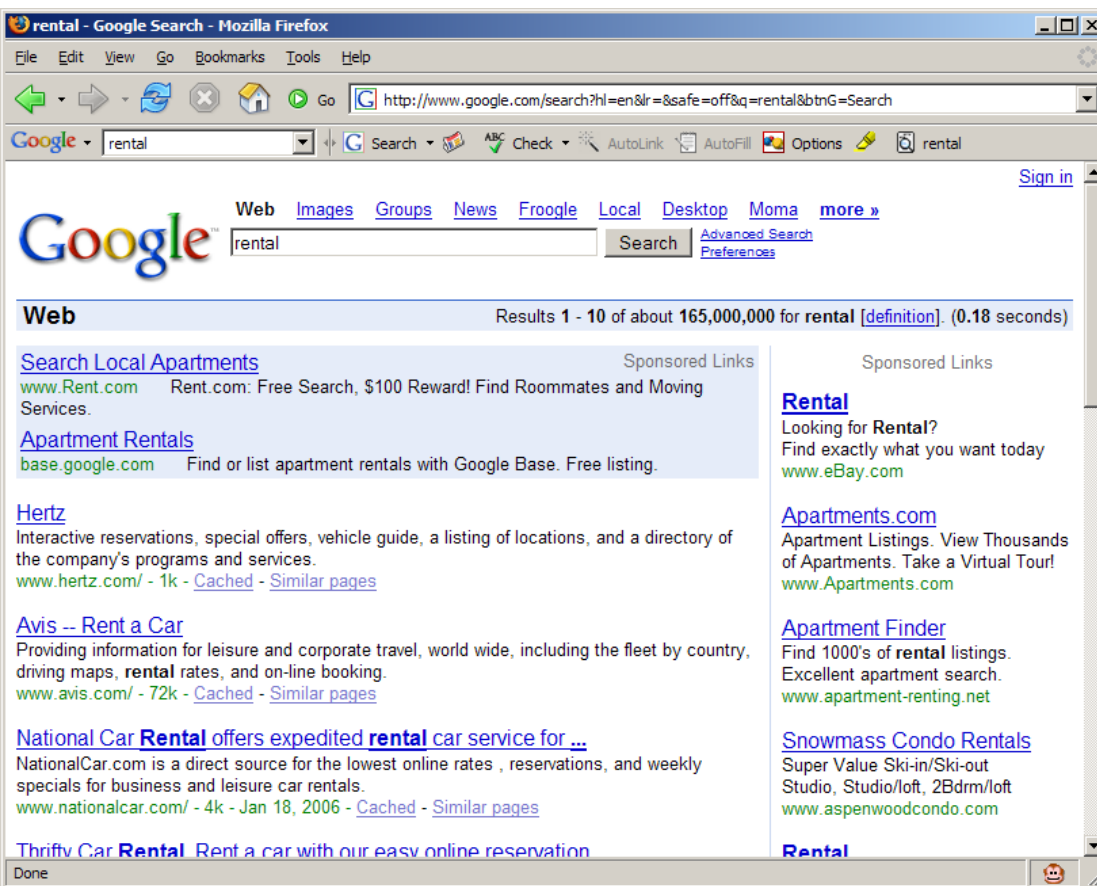 rental - Google Search - Mozilla Firefox
File Edit View Go Bookmarks Tools Help
Go G http://www.google.com/search?hl=en&lr=&safe=off&q=rental&btnG=Search
Google rental G Search ABC Check AutoLink AutoFill Options rental
Sign in
Google™
Web Images Groups News Froogle Local Desktop Moma more »
rental Search Advanced Search
Preferences
Web Results 1 - 10 of about 165,000,000 for rental [definition]. (0.18 seconds)
Search Local Apartments Sponsored Links
www.Rent.com Rent.com: Free Search, $100 Reward! Find Roommates and Moving
Services.
Apartment Rentals
base.google.com Find or list apartment rentals with Google Base. Free listing.
Hertz
Interactive reservations, special offers, vehicle guide, a listing of locations, and a directory of
the company's programs and services.
www.hertz.com/ - 1k - Cached - Similar pages
Avis -- Rent a Car
Providing information for leisure and corporate travel, world wide, including the fleet by country,
driving maps, rental rates, and on-line booking.
www.avis.com/ - 72k - Cached - Similar pages
National Car Rental offers expedited rental car service for ...
NationalCar.com is a direct source for the lowest online rates , reservations, and weekly
specials for business and leisure car rentals.
www.nationalcar.com/ - 4k - Jan 18, 2006 - Cached - Similar pages
Thrifty Car Rental. Rent a car with our easy online reservation
Sponsored Links
Rental
Looking for Rental?
Find exactly what you want today
www.eBay.com
Apartments.com
Apartment Listings. View Thousands
of Apartments. Take a Virtual Tour!
www.Apartments.com
Apartment Finder
Find 1000's of rental listings.
Excellent apartment search.
www.apartment-renting.net
Snowmass Condo Rentals
Super Value Ski-in/Ski-out
Studio, Studio/loft, 2Bdrm/loft
www.aspenwoodcondo.com
Rental
Done